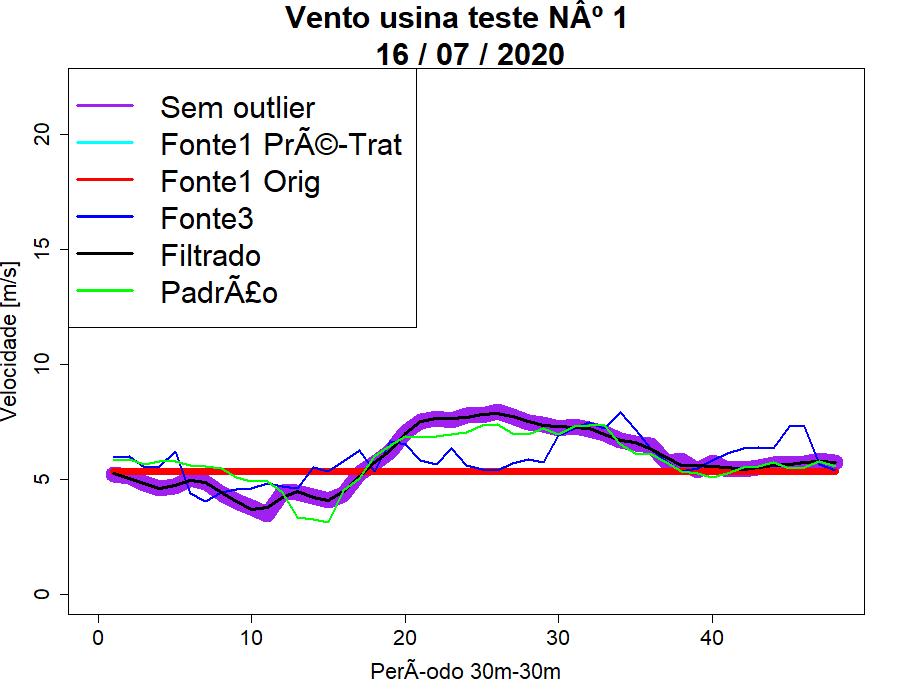 Vento usina teste NÂº 1
16 / 07 / 2020
Sem outlier
Fonte1 PrÃ©-Trat
Fonte1 Orig
Fonte3
Filtrado
PadrÃ£o
Velocidade [m/s]
20
15
10
5
0
0 10 20 30 40
PerÃ-odo 30m-30m